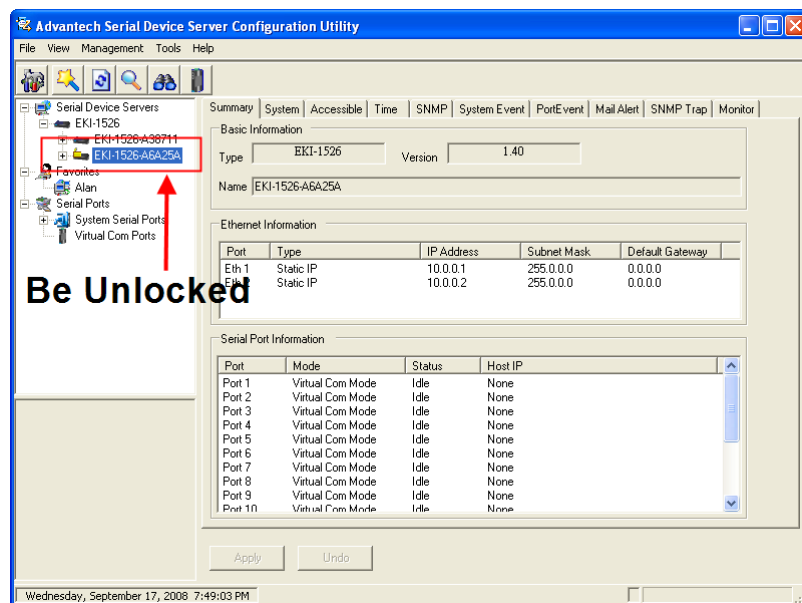 Advantech Serial Device Server Configuration Utility
File View Management Tools Help
Serial Device Servers
EKI-1526
EKI-1526-A38711
EKI-1526-A6A25A
Favorites
Alan
Serial Ports
System Serial Ports
Virtual Com Ports
Be Unlocked
Summary System Accessible Time SNMP System Event PortEvent Mail Alert SNMP Trap Monitor
Basic Information
Type EKI-1526 Version 1.40
Name EKI-1526-A6A25A
Ethernet Information
Port Type IP Address Subnet Mask Default Gateway
Eth 1 Static IP 10.0.0.1 255.0.0.0 0.0.0.0
Eth 2 Static IP 10.0.0.2 255.0.0.0 0.0.0.0
Serial Port Information
Port Mode Status Host IP
Port 1 Virtual Com Mode Idle None
Port 2 Virtual Com Mode Idle None
Port 3 Virtual Com Mode Idle None
Port 4 Virtual Com Mode Idle None
Port 5 Virtual Com Mode Idle None
Port 6 Virtual Com Mode Idle None
Port 7 Virtual Com Mode Idle None
Port 8 Virtual Com Mode Idle None
Port 9 Virtual Com Mode Idle None
Port 10 Virtual Com Mode Idle None
Apply Undo
Wednesday, September 17, 2008 7:49:03 PM